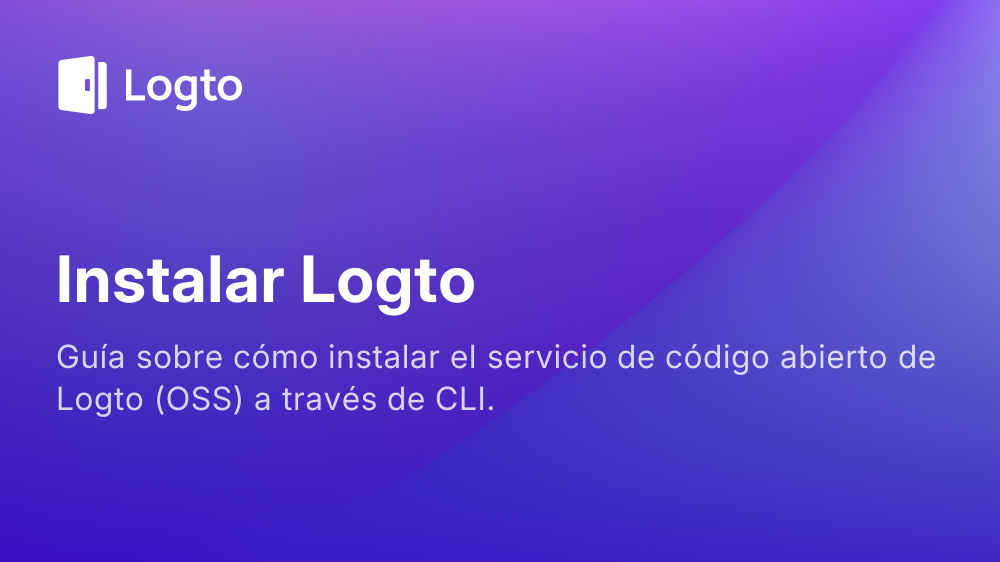 Logto
Instalar Logto
Guía sobre cómo instalar el servicio de código abierto de
Logto (OSS) a través de CLI.